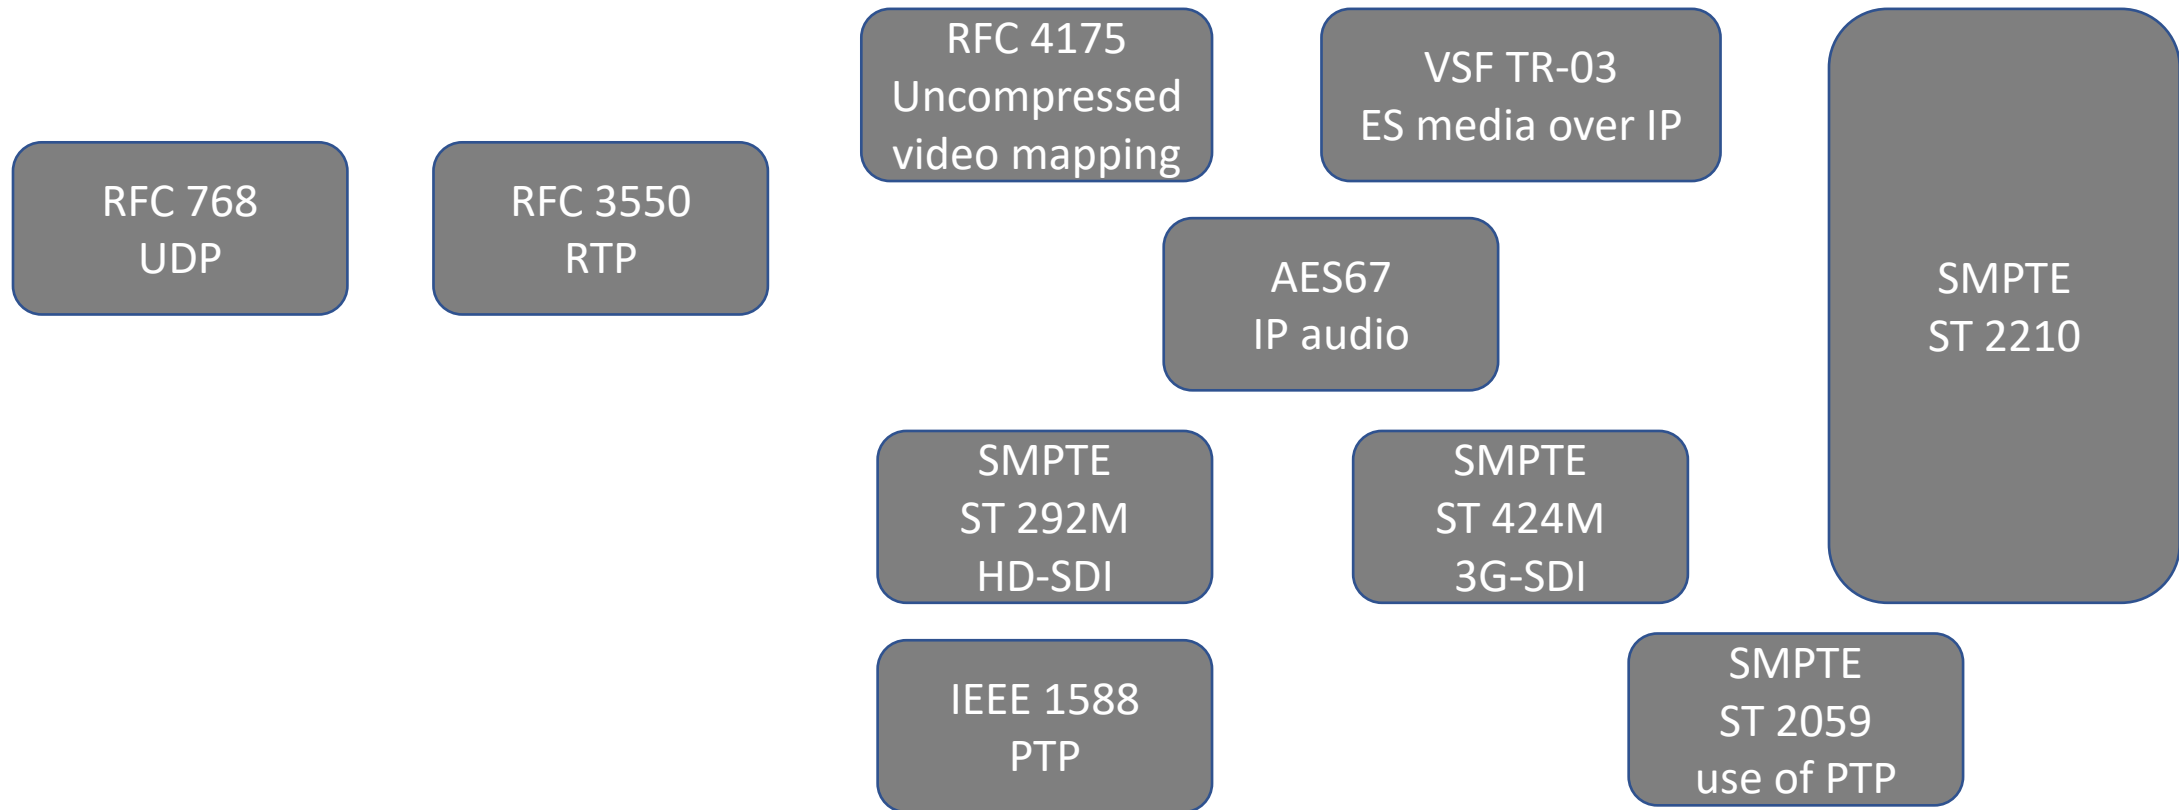 RFC 4175
Uncompressed
video mapping
VSF TR-03
ES media over IP
RFC 768
UDP
RFC 3550
RTP
AES67
IP audio
SMPTE
ST 2210
SMPTE
ST 292M
HD-SDI
SMPTE
ST 424M
3G-SDI
IEEE 1588
PTP
SMPTE
ST 2059
use of PTP